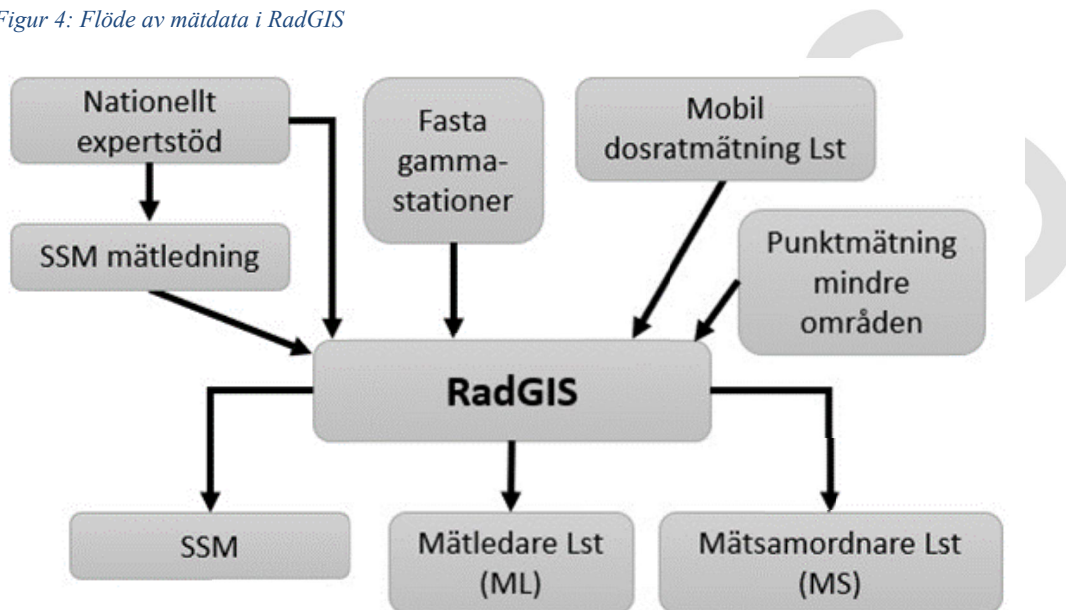 Figur 4: Flöde av mätdata i RadGIS
Nationellt
expertstöd
Fasta
gamma-
stationer
Mobil
dosratmätning Lst
SSM mätledning
Punktmätning
mindre
områden
RadGIS
SSM
Mätledare Lst
(ML)
Mätsamordnare Lst
(MS)